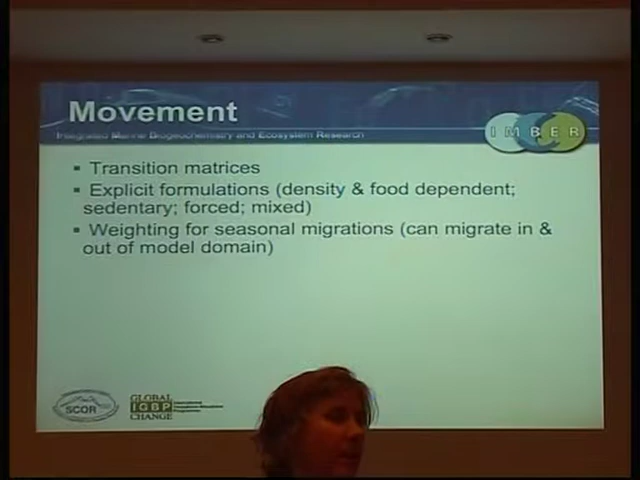 Movement
Integrated Marine Biogeochemistry and Ecosystem Research
IMBER
▪ Transition matrices
▪ Explicit formulations (density & food dependent;
sedentary; forced; mixed)
▪ Weighting for seasonal migrations (can migrate in &
out of model domain)
SCOR
GLOBAL
IGBP
CHANGE